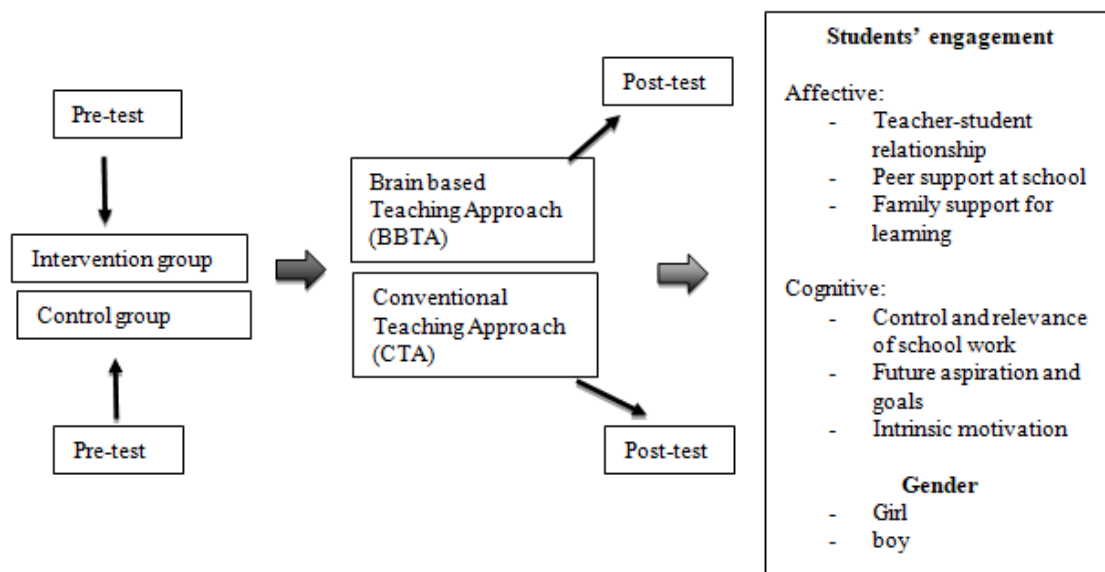 Pre-test
Intervention group
Control group
Pre-test
Brain based
Teaching Approach
(BBTA)
Conventional
Teaching Approach
(CTA)
Post-test
Post-test
Students’ engagement
Affective:
- Teacher-student
relationship
- Peer support at school
- Family support for
learning
Cognitive:
- Control and relevance
of school work
- Future aspiration and
goals
- Intrinsic motivation
Gender
- Girl
- boy